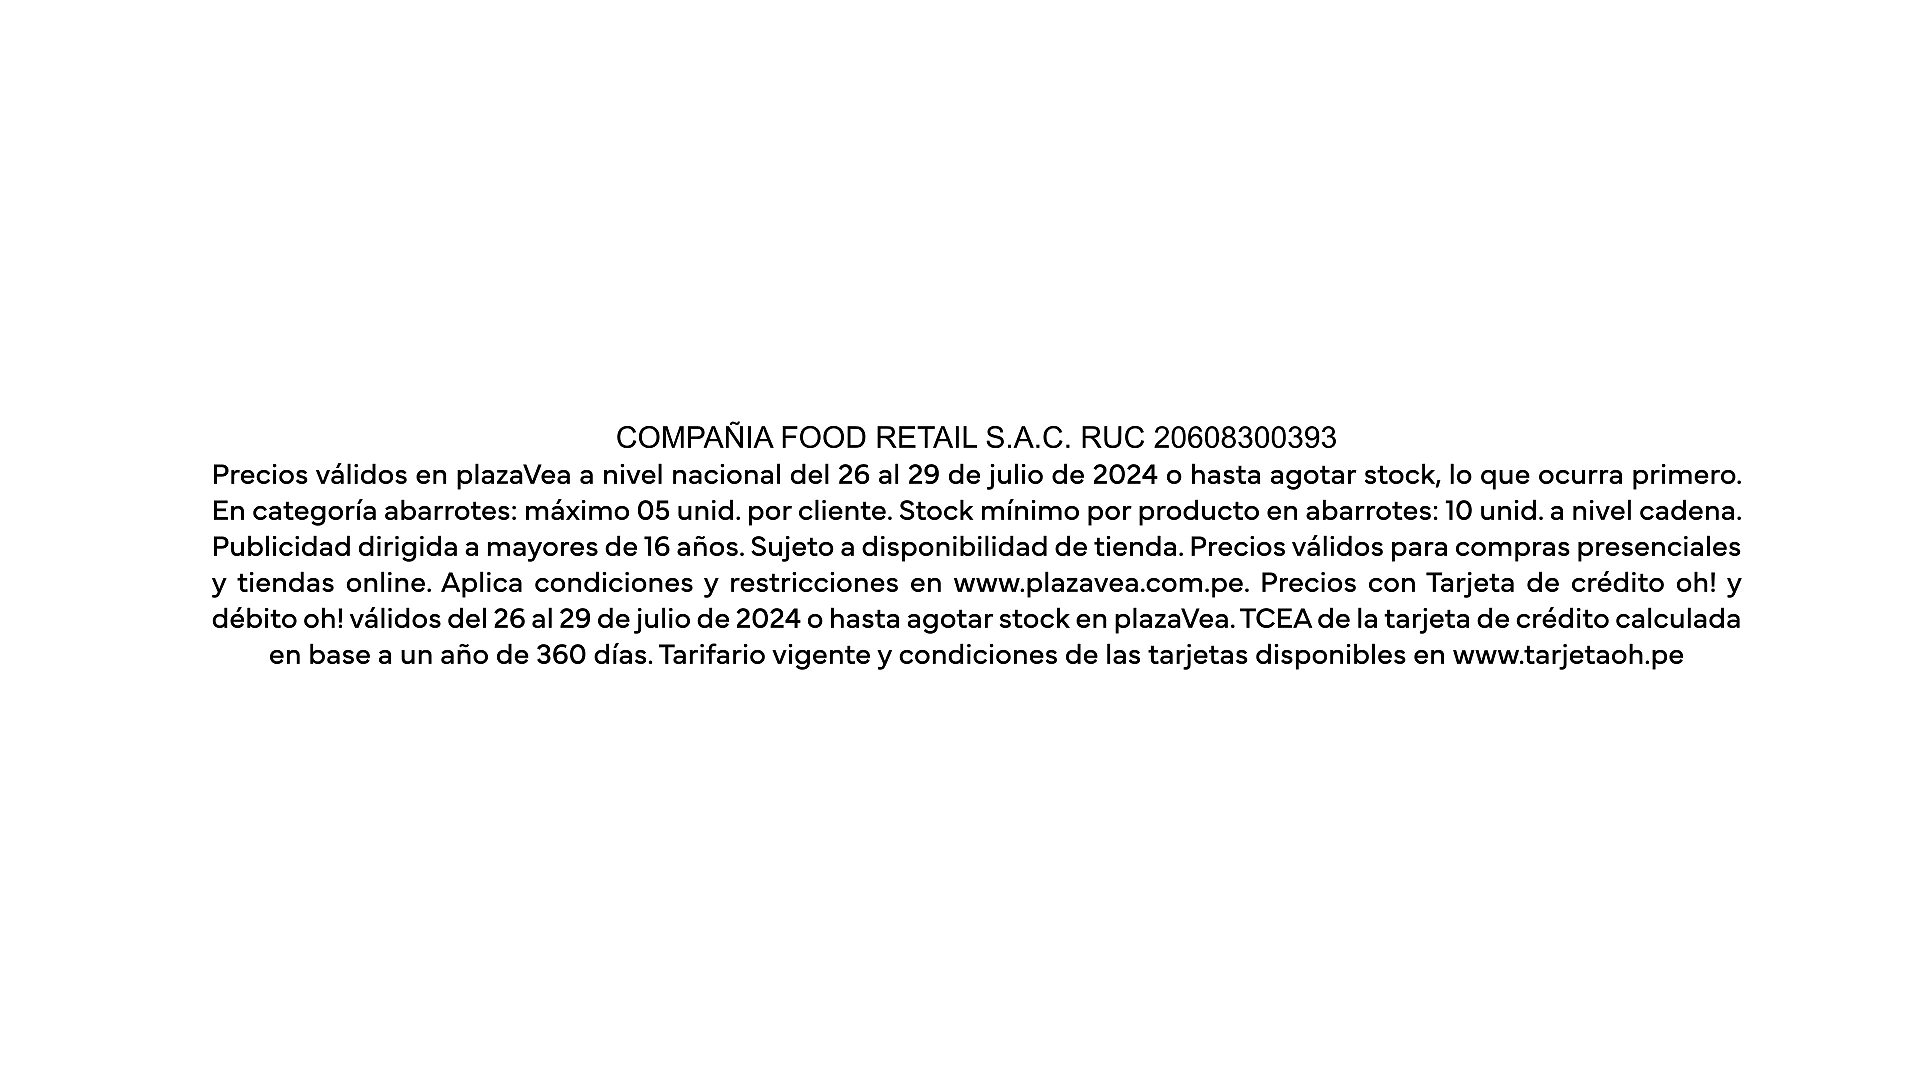 COMPAÑIA FOOD RETAIL S.A.C. RUC 20608300393
Precios válidos en plazaVea a nivel nacional del 26 al 29 de julio de 2024 o hasta agotar stock, lo que ocurra primero.
En categoría abarrotes: máximo 05 unid. por cliente. Stock mínimo por producto en abarrotes: 10 unid. a nivel cadena.
Publicidad dirigida a mayores de 16 años. Sujeto a disponibilidad de tienda. Precios válidos para compras presenciales
y tiendas online. Aplica condiciones y restricciones en www.plazavea.com.pe. Precios con Tarjeta de crédito oh! y
débito oh! válidos del 26 al 29 de julio de 2024 o hasta agotar stock en plazaVea. TCEA de la tarjeta de crédito calculada
en base a un año de 360 días. Tarifario vigente y condiciones de las tarjetas disponibles en www.tarjetaoh.pe